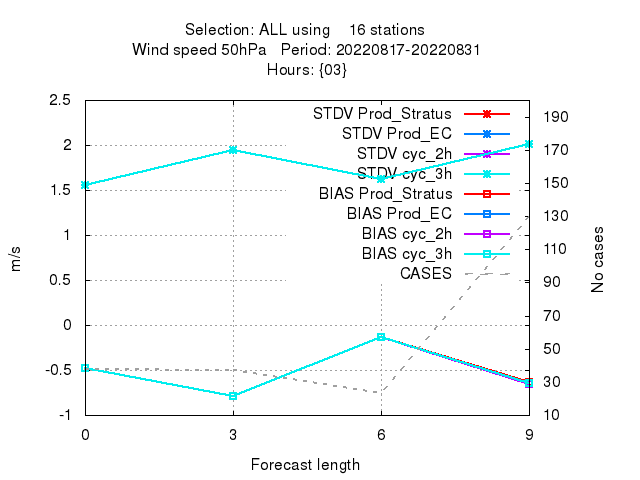 Selection: ALL using 16 stations
Wind speed 50hPa Period: 20220817-20220831
Hours: {03}
2.5
2
1.5
1
0.5
0
-0.5
-1
m/s
STDV Prod_Stratus
STDV Prod_EC
STDV cyc_2h
STDV cyc_3h
BIAS Prod_Stratus
BIAS Prod_EC
BIAS cyc_2h
BIAS cyc_3h
CASES
190
170
150
130
110
90
70
50
30
10
No cases
0 3 6 9
Forecast length